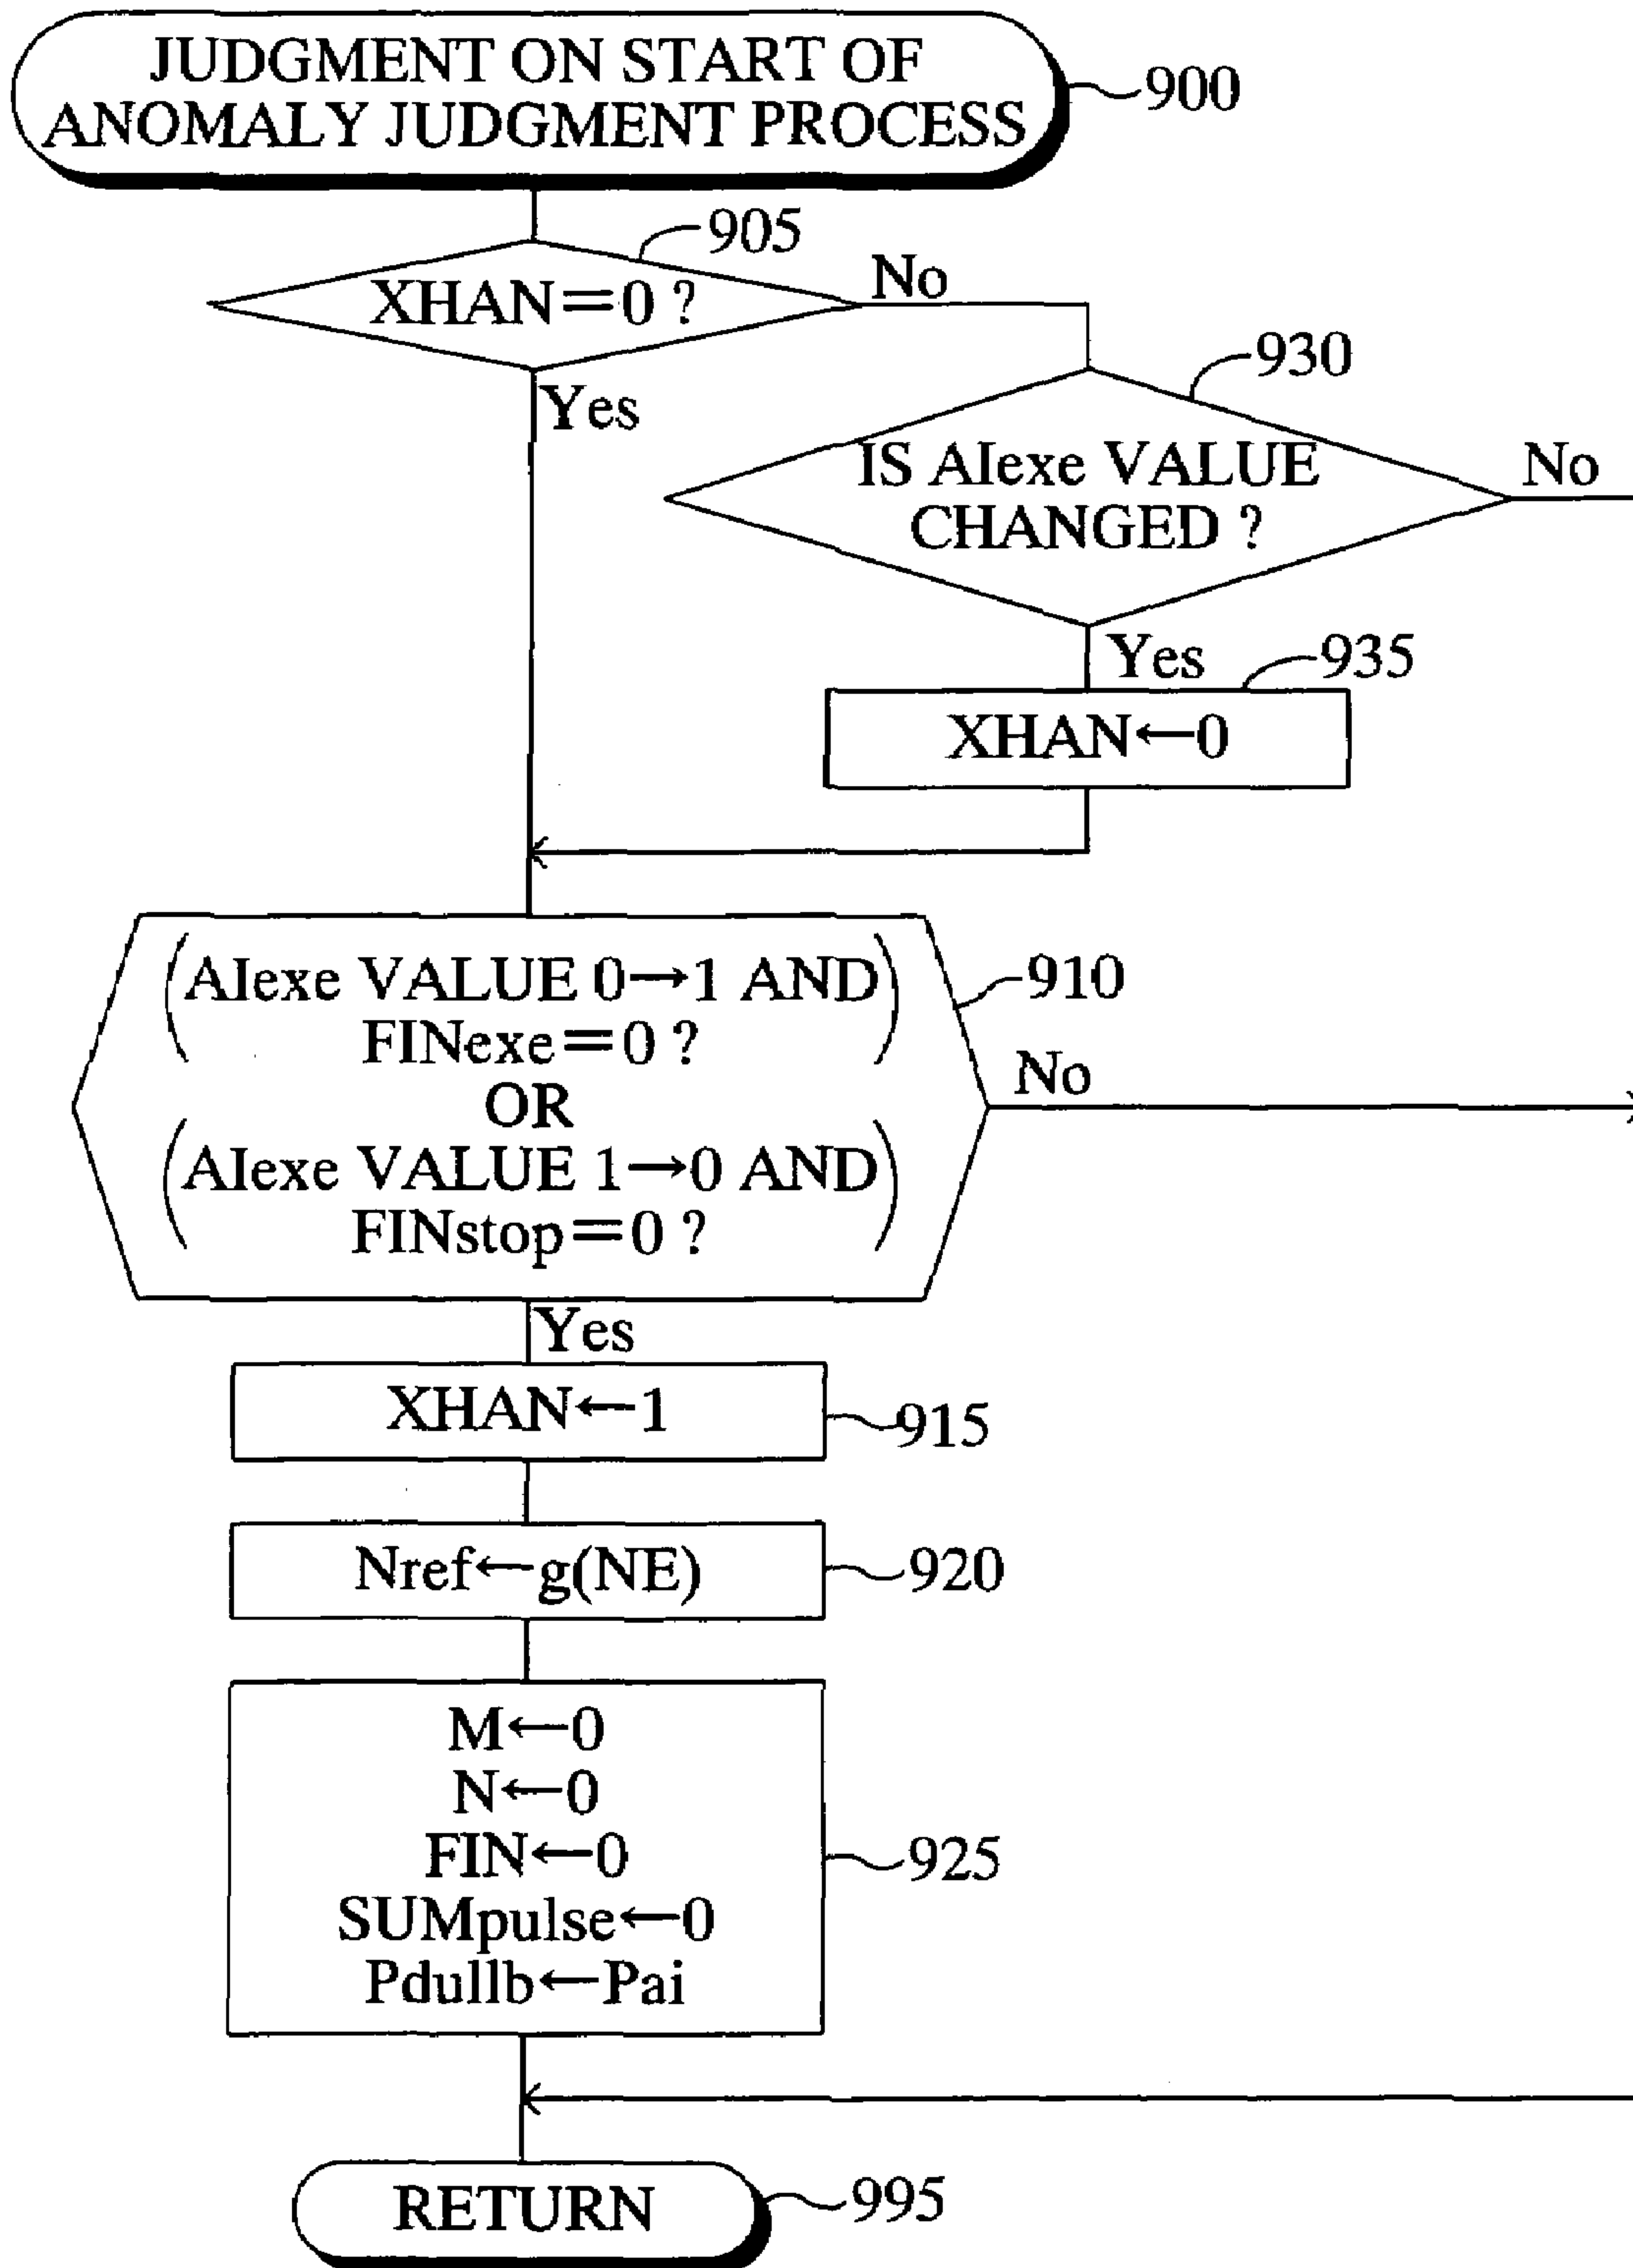 JUDGMENT ON START OF
ANOMALY JUDGMENT PROCESS
900
905
XHAN=0 ?
No
Yes
930
IS AIexe VALUE
CHANGED ?
No
Yes
935
XHAN←0
(AIexe VALUE 0→1 AND
FINexe=0 ?)
OR
(AIexe VALUE 1→0 AND
FINstop=0 ?)
910
No
Yes
XHAN←1
915
Nref←g(NE)
920
M←0
N←0
FIN←0
SUMpulse←0
Pdullb←Pai
925
RETURN
995